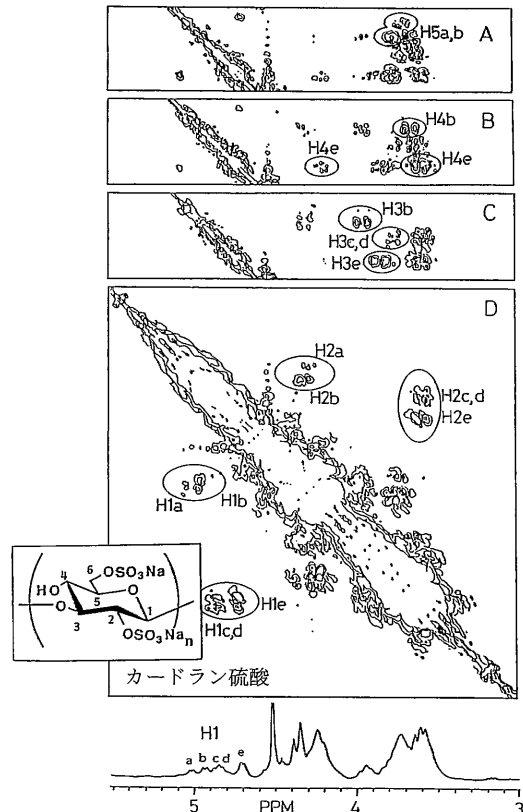 A
H5a,b
B
H4b
H4e
H4e
C
H3b
H3c,d
H3e
D
H2a
H2b
H2c,d
H2e
H1a
H1b
H1e
H1c,d
6
OSO₃Na
4
HO
5
O
O
1
3
2
OSO₃Na
n
カードラン硫酸
H1
a b c d e
5 4 3
PPM